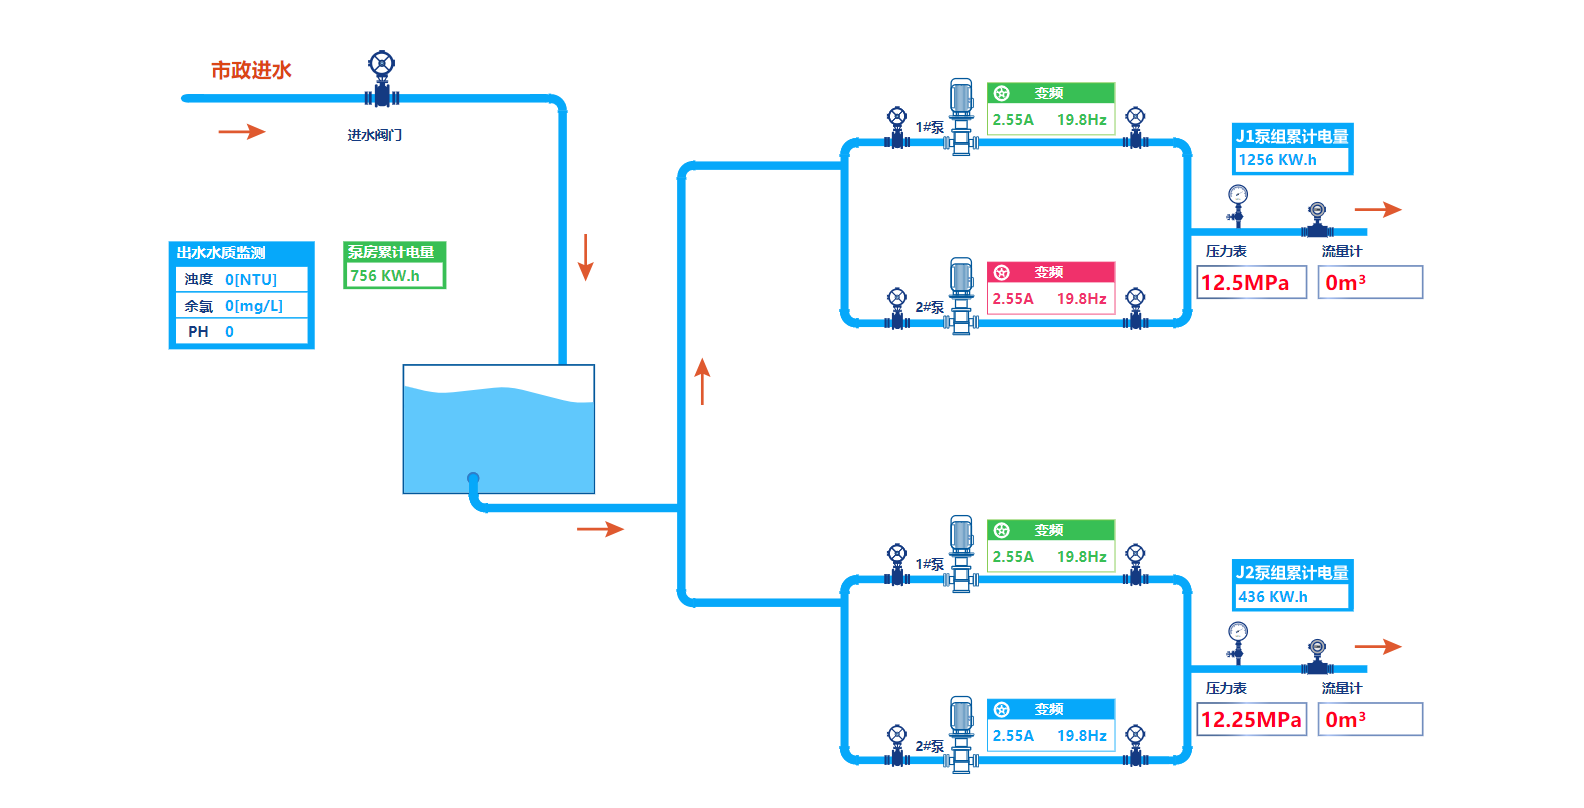 市政进水
进水阀门
出水水质监测
浊度 0[NTU]
余氯 0[mg/L]
PH 0
泵房累计电量
756 KW.h
1#泵
变频
2.55A 19.8Hz
J1泵组累计电量
1256 KW.h
2#泵
变频
2.55A 19.8Hz
压力表 流量计
12.5MPa 0m³
1#泵
变频
2.55A 19.8Hz
J2泵组累计电量
436 KW.h
2#泵
变频
2.55A 19.8Hz
压力表 流量计
12.25MPa 0m³